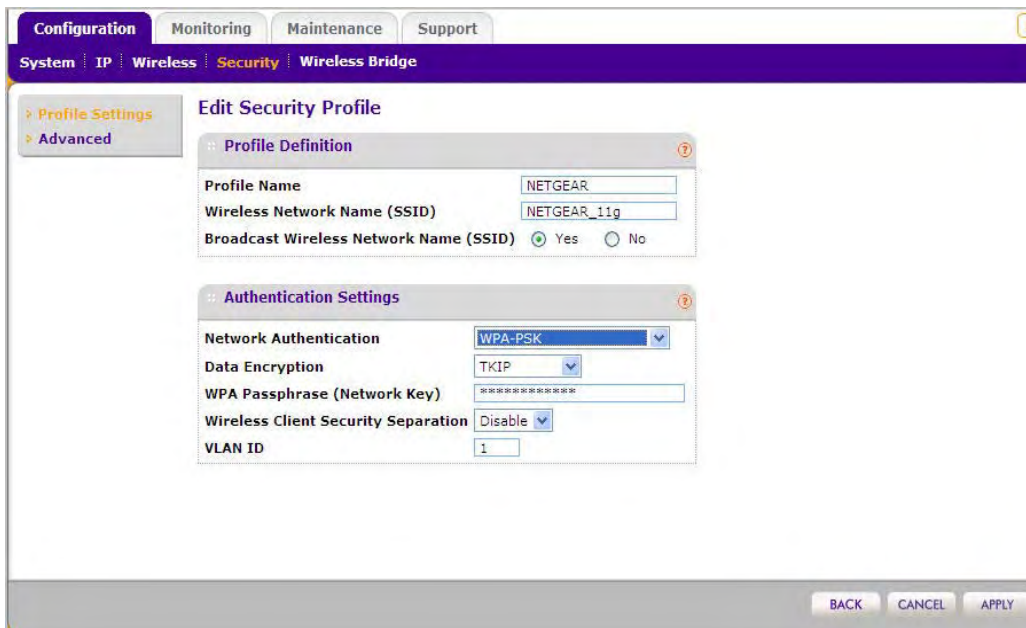 Configuration Monitoring Maintenance Support
System IP Wireless Security Wireless Bridge
Profile Settings
Advanced
Edit Security Profile
Profile Definition ?
Profile Name NETGEAR
Wireless Network Name (SSID) NETGEAR_11g
Broadcast Wireless Network Name (SSID) Yes No
Authentication Settings ?
Network Authentication WPA-PSK
Data Encryption TKIP
WPA Passphrase (Network Key) ************
Wireless Client Security Separation Disable
VLAN ID 1
BACK CANCEL APPLY